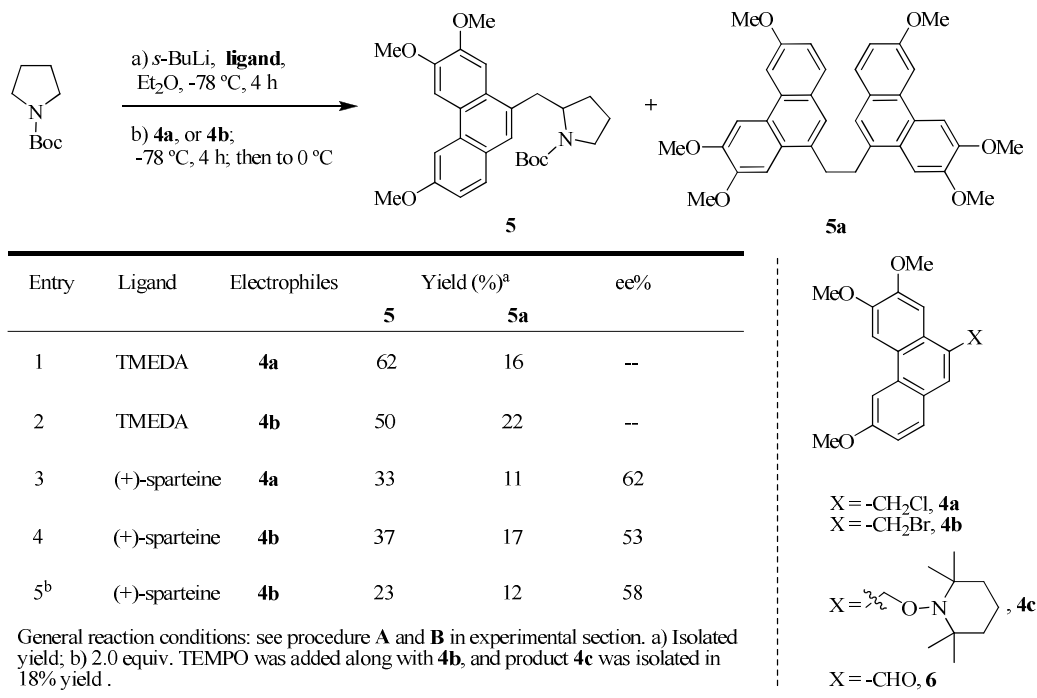 N
Boc
a) s-BuLi, ligand,
Et2O, -78 ºC, 4 h
b) 4a, or 4b;
-78 ºC, 4 h; then to 0 ºC
OMe
MeO
N
Boc
MeO
5
+
MeO
OMe
MeO
OMe
MeO
OMe
5a
Entry Ligand Electrophiles Yield (%)a ee%
5 5a
1 TMEDA 4a 62 16 --
2 TMEDA 4b 50 22 --
3 (+)-sparteine 4a 33 11 62
4 (+)-sparteine 4b 37 17 53
5b (+)-sparteine 4b 23 12 58
General reaction conditions: see procedure A and B in experimental section. a) Isolated
yield; b) 2.0 equiv. TEMPO was added along with 4b, and product 4c was isolated in
18% yield .
OMe
MeO
X
MeO
X = -CH2Cl, 4a
X = -CH2Br, 4b
X = O N , 4c
X = -CHO, 6